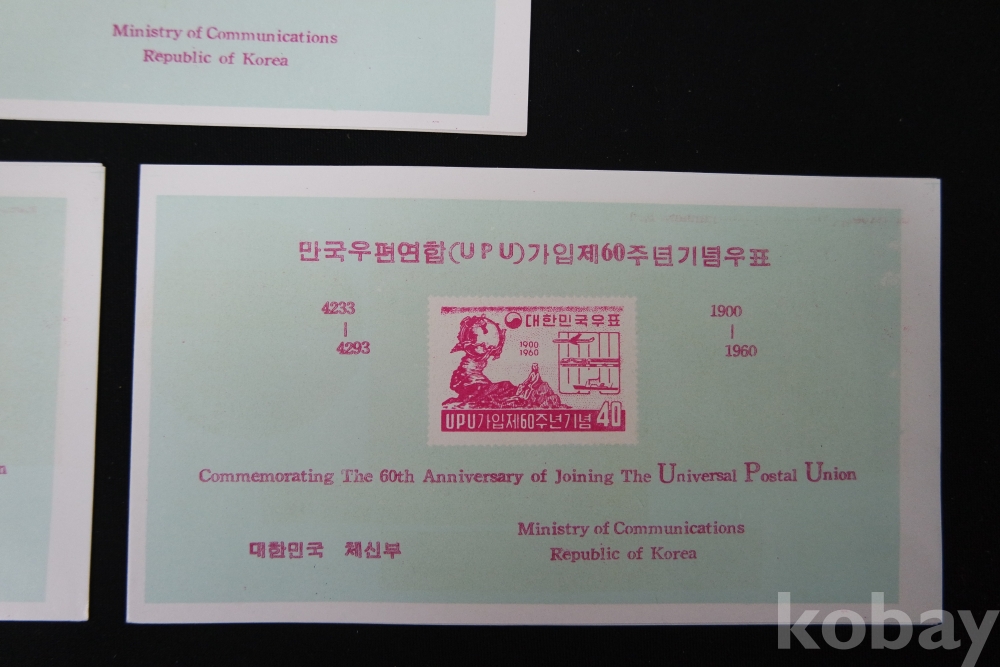 Ministry of Communications
Republic of Korea
만국우편연합(UPU)가입제60주년기념우표
4233
|
4293
1900
|
1960
대한민국우표
1900
1960
UPU가입제60주년기념 40
Commemorating The 60th Anniversary of Joining The Universal Postal Union
대한민국 체신부
Ministry of Communications
Republic of Korea
n
kobay